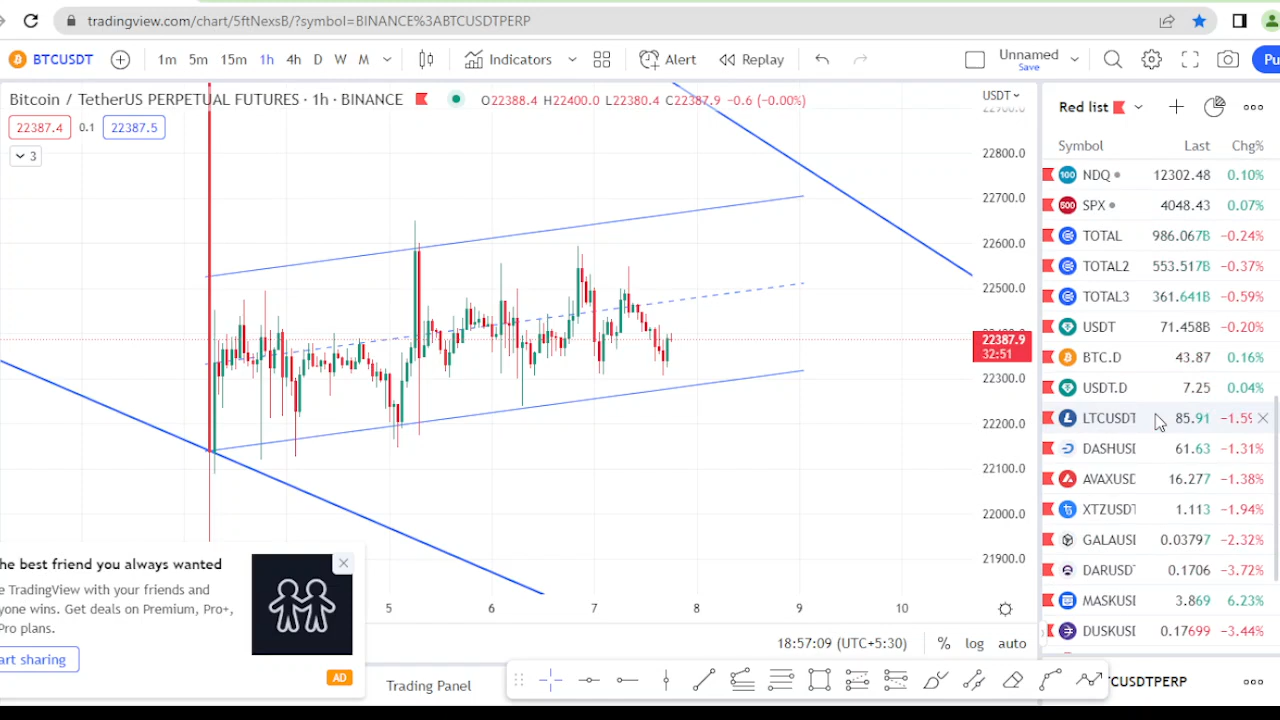 tradingview.com/chart/5ftNexsB/?symbol=BINANCE%3ABTCUSDTPERP
BTCUSDT 1m 5m 15m 1h 4h D W M Indicators Alert Replay Unnamed Save Pu
Bitcoin / TetherUS PERPETUAL FUTURES · 1h · BINANCE O22388.4 H22400.0 L22380.4 C22387.9 −0.6 (−0.00%)
22387.4 0.1 22387.5
3
USDT
22800.0
22700.0
22600.0
22500.0
22387.9
32:51
22300.0
22200.0
22100.0
22000.0
21900.0
5 6 7 8 9 10
18:57:09 (UTC+5:30) % log auto
Red list
Symbol Last Chg%
100 NDQ 12302.48 0.10%
500 SPX 4048.43 0.07%
TOTAL 986.067B −0.24%
TOTAL2 553.517B −0.37%
TOTAL3 361.641B −0.59%
USDT 71.458B −0.20%
BTC.D 43.87 0.16%
USDT.D 7.25 0.04%
LTCUSDT 85.91 −1.59
DASHUSI 61.63 −1.31%
AVAXUSE 16.277 −1.38%
XTZUSDT 1.113 −1.94%
GALAUSI 0.03797 −2.32%
DARUSD 0.1706 −3.72%
MASKUSI 3.869 6.23%
DUSKUSI 0.17699 −3.44%
CUSDTPERP
he best friend you always wanted
e TradingView with your friends and
yone wins. Get deals on Premium, Pro+,
Pro plans.
art sharing
AD
Trading Panel